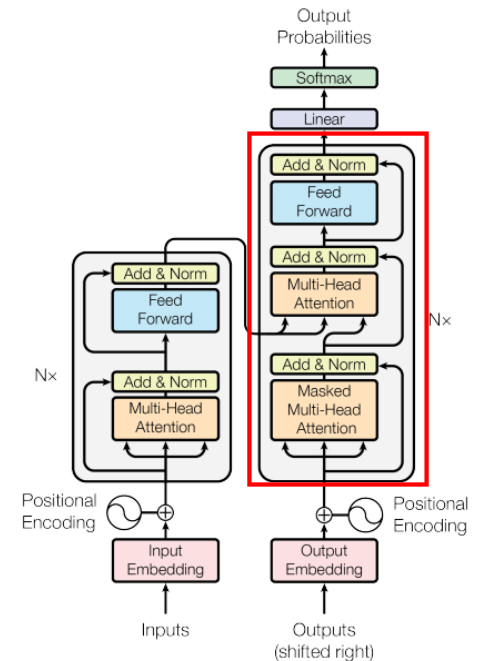 Output
Probabilities
Softmax
Linear
Add & Norm
Feed
Forward
Add & Norm
Multi-Head
Attention
Add & Norm
Masked
Multi-Head
Attention
N×
Add & Norm
Feed
Forward
Add & Norm
Multi-Head
Attention
N×
Positional
Encoding
Positional
Encoding
Input
Embedding
Output
Embedding
Inputs
Outputs
(shifted right)